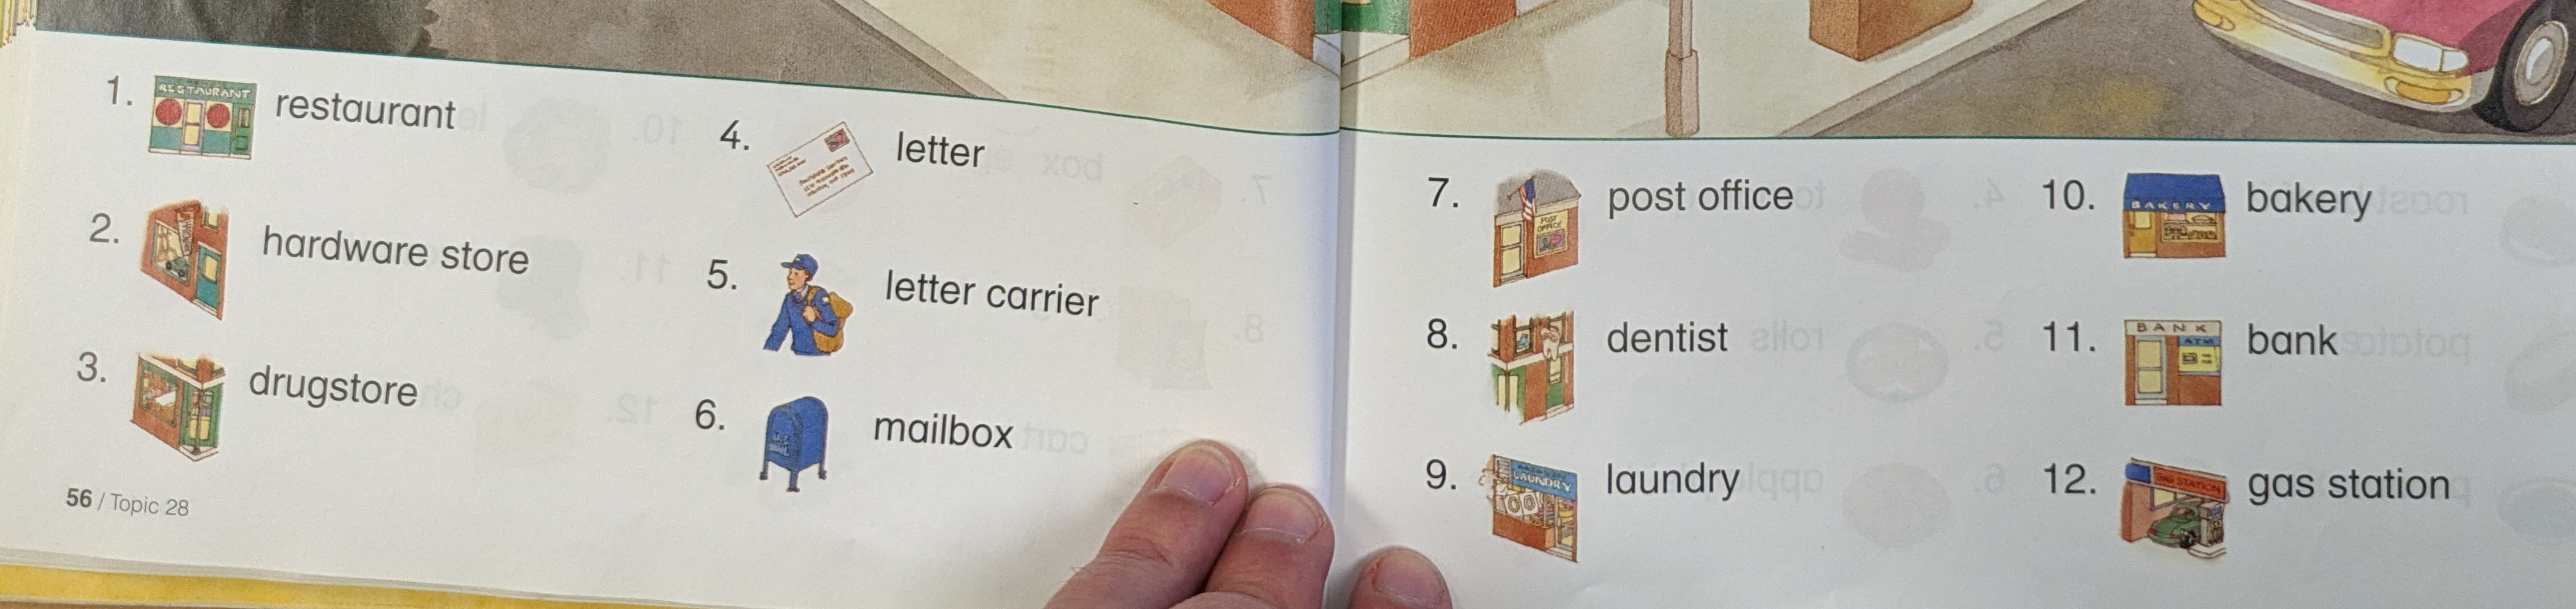 1. RESTAURANT restaurant
2. hardware store
3. drugstore
4. letter
5. letter carrier
6. mailbox
56 / Topic 28
7. POST OFFICE post office
8. dentist
9. LAUNDRY laundry
10. BAKERY bakery
11. BANK ATM bank
12. GAS STATION gas station